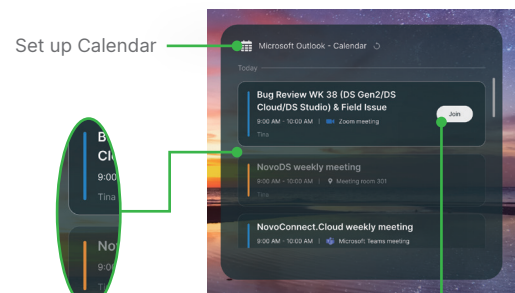 Set up Calendar
Microsoft Outlook - Calendar
Today
Bug Review WK 38 (DS Gen2/DS
Cloud/DS Studio) & Field Issue
Join
9:00 AM - 10:00 AM | Zoom meeting
Tina
NovoDS weekly meeting
9:00 AM - 10:00 AM | Meeting room 301
Tina
NovoConnect.Cloud weekly meeting
9:00 AM - 10:00 AM | Microsoft Teams meeting
B
Cl
9:00
Tina
No
9:0
Ti